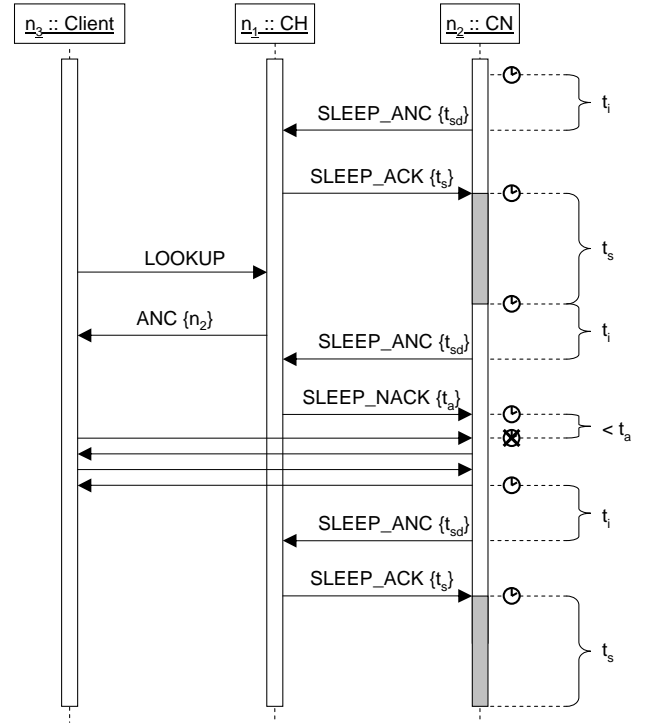 n3 :: Client
n1 :: CH
n2 :: CN
ti
SLEEP_ANC {tsd}
SLEEP_ACK {ts}
ts
LOOKUP
ANC {n2}
ti
SLEEP_ANC {tsd}
SLEEP_NACK {ta}
< ta
ti
SLEEP_ANC {tsd}
SLEEP_ACK {ts}
ts